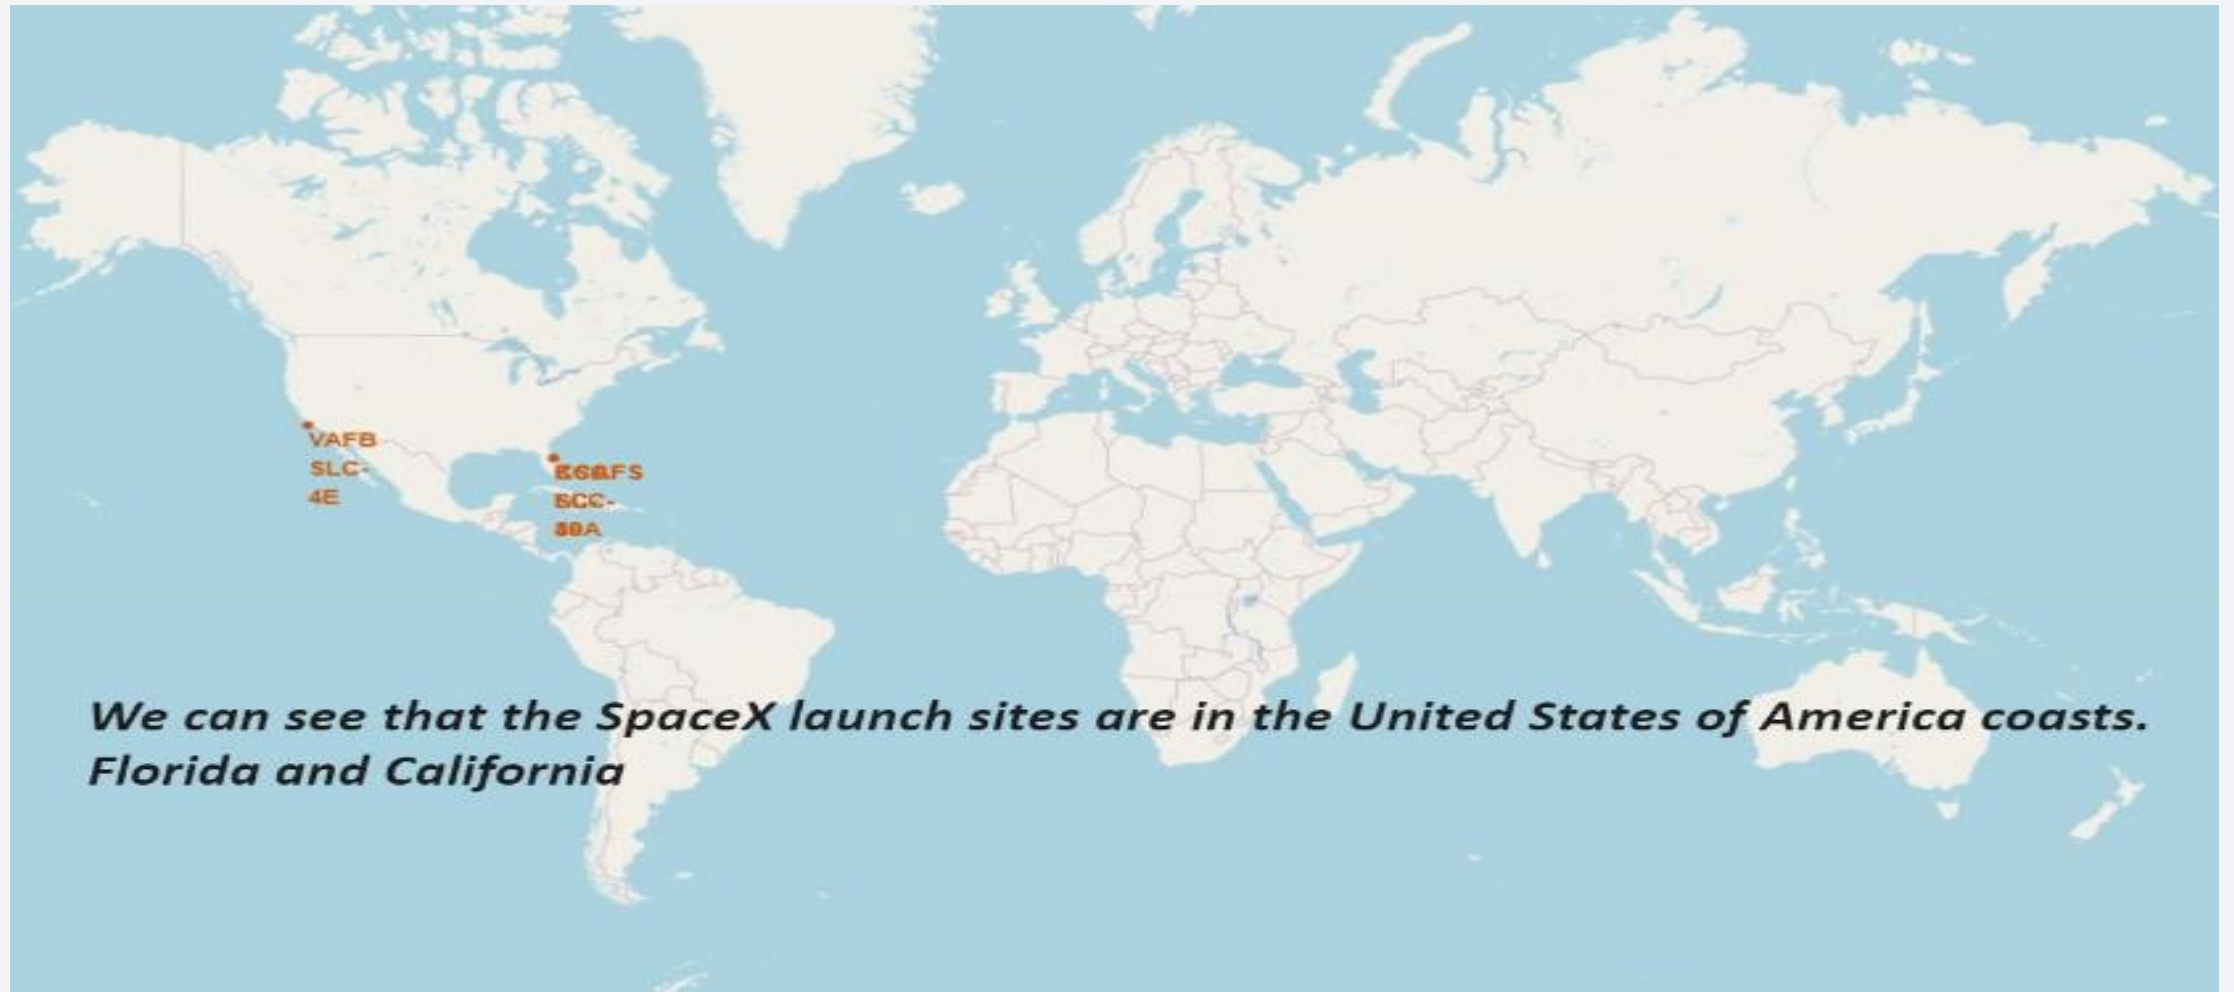 VAFB
SLC-
4E
We can see that the SpaceX launch sites are in the United States of America coasts.
Florida and California